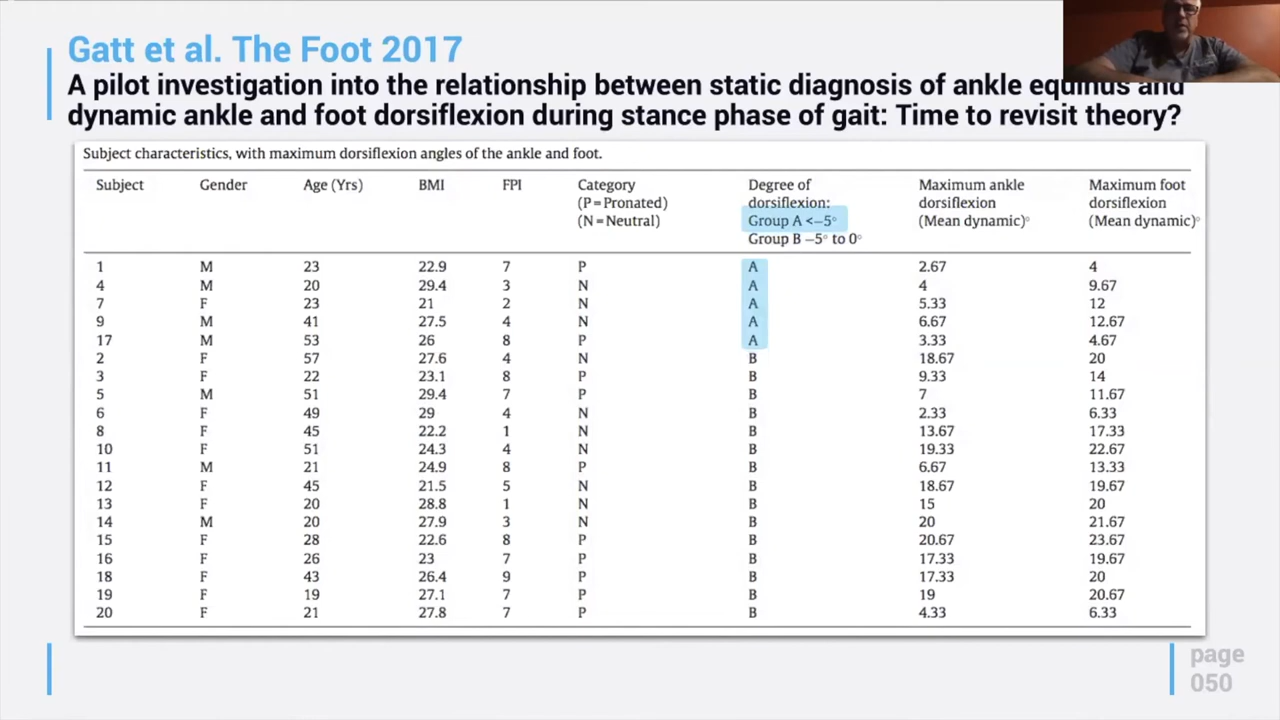 Gatt et al. The Foot 2017
A pilot investigation into the relationship between static diagnosis of ankle equinus and
dynamic ankle and foot dorsiflexion during stance phase of gait: Time to revisit theory?
Subject characteristics, with maximum dorsiflexion angles of the ankle and foot.
Subject Gender Age (Yrs) BMI FPI Category Degree of Maximum ankle Maximum foot
(P = Pronated) dorsiflexion: dorsiflexion dorsiflexion
(N = Neutral) Group A <–5° (Mean dynamic)° (Mean dynamic)°
Group B –5° to 0°
1 M 23 22.9 7 P A 2.67 4
4 M 20 29.4 3 N A 4 9.67
7 F 23 21 2 N A 5.33 12
9 M 41 27.5 4 N A 6.67 12.67
17 M 53 26 8 P A 3.33 4.67
2 F 57 27.6 4 N B 18.67 20
3 F 22 23.1 8 P B 9.33 14
5 M 51 29.4 7 P B 7 11.67
6 F 49 29 4 N B 2.33 6.33
8 F 45 22.2 1 N B 13.67 17.33
10 F 51 24.3 4 N B 19.33 22.67
11 M 21 24.9 8 P B 6.67 13.33
12 F 45 21.5 5 N B 18.67 19.67
13 F 20 28.8 1 N B 15 20
14 M 20 27.9 3 N B 20 21.67
15 F 28 22.6 8 P B 20.67 23.67
16 F 26 23 7 P B 17.33 19.67
18 F 43 26.4 9 P B 17.33 20
19 F 19 27.1 7 P B 19 20.67
20 F 21 27.8 7 P B 4.33 6.33
page
050